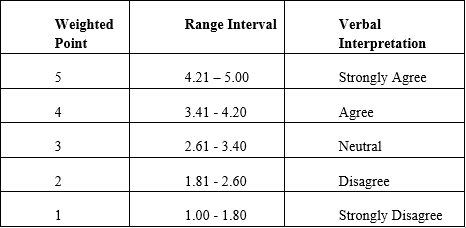 Weighted Point Range Interval Verbal Interpretation
5 4.21 – 5.00 Strongly Agree
4 3.41 - 4.20 Agree
3 2.61 - 3.40 Neutral
2 1.81 - 2.60 Disagree
1 1.00 - 1.80 Strongly Disagree